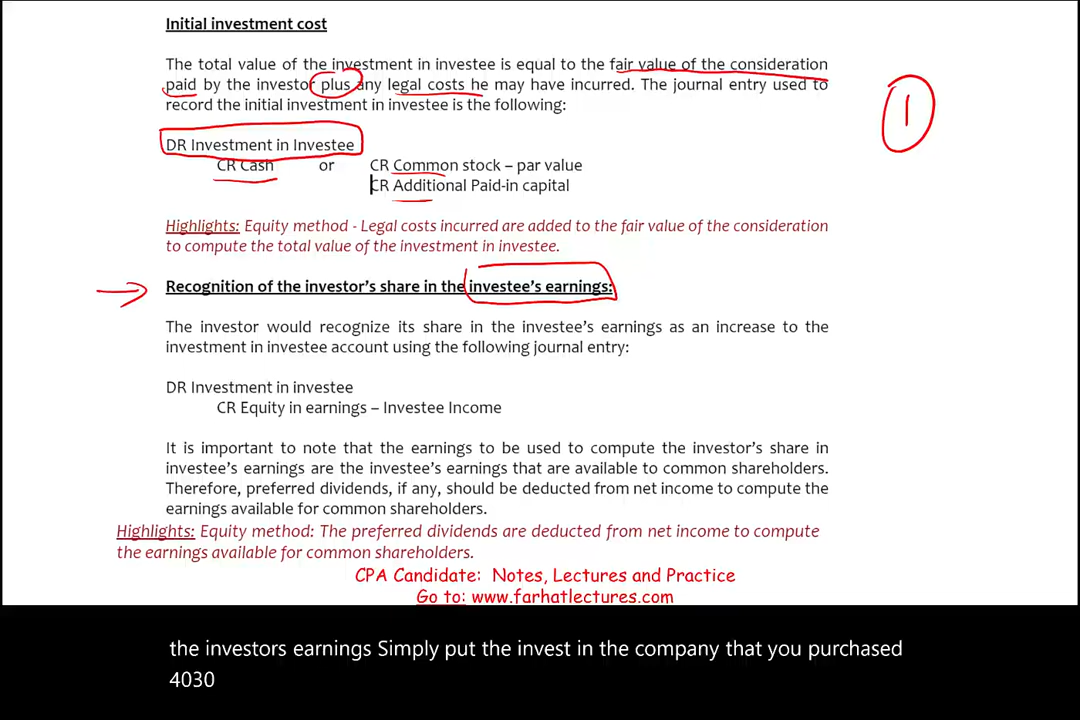 Initial investment cost
The total value of the investment in investee is equal to the fair value of the consideration
paid by the investor plus any legal costs he may have incurred. The journal entry used to
record the initial investment in investee is the following:
1
DR Investment in Investee
CR Cash or CR Common stock – par value
CR Additional Paid-in capital
Highlights: Equity method - Legal costs incurred are added to the fair value of the consideration
to compute the total value of the investment in investee.
Recognition of the investor's share in the investee's earnings:
The investor would recognize its share in the investee's earnings as an increase to the
investment in investee account using the following journal entry:
DR Investment in investee
CR Equity in earnings – Investee Income
It is important to note that the earnings to be used to compute the investor's share in
investee's earnings are the investee's earnings that are available to common shareholders.
Therefore, preferred dividends, if any, should be deducted from net income to compute the
earnings available for common shareholders.
Highlights: Equity method: The preferred dividends are deducted from net income to compute
the earnings available for common shareholders.
CPA Candidate: Notes, Lectures and Practice
Go to: www.farhatlectures.com
the investors earnings Simply put the invest in the company that you purchased
4030